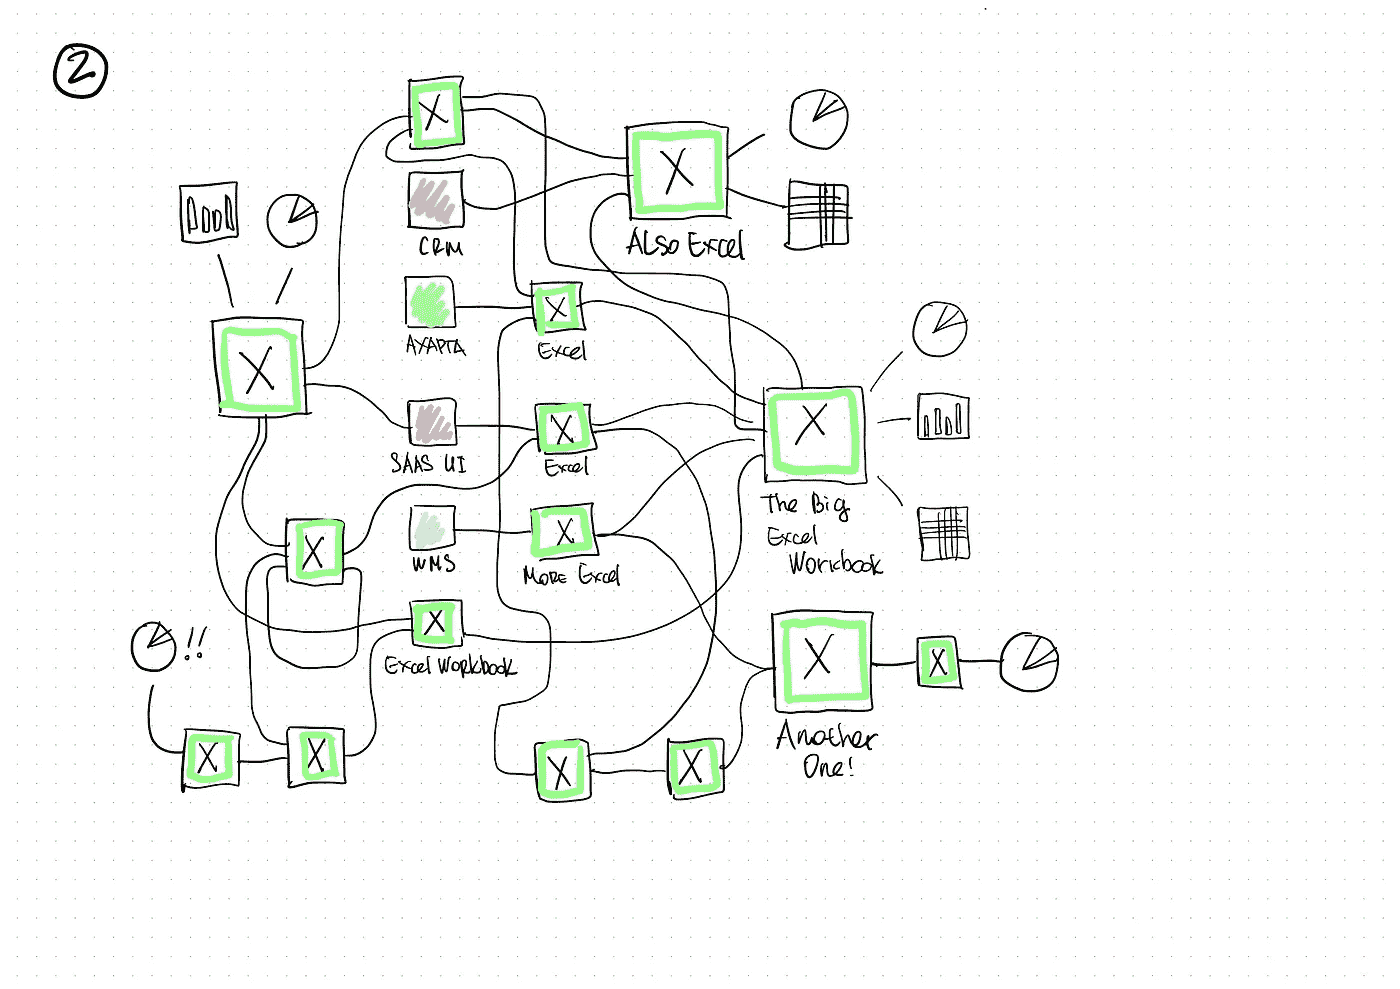 2
X
X
CRM
ALSO Excel
X
AXAPTA
X
Excel
X
SAAS UI
X
Excel
X
The Big
Excel
Workbook
X
WMS
X
MORE Excel
X
Excel Workbook
!!
X
Another
One!
X
X
X
X
X